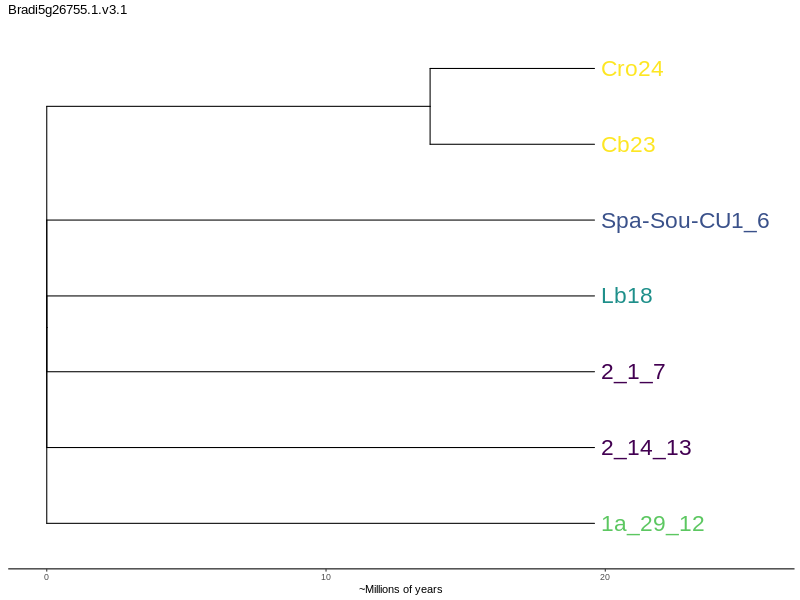 Bradi5g26755.1.v3.1
Cro24
Cb23
Spa-Sou-CU1_6
Lb18
2_1_7
2_14_13
1a_29_12
0 10 20
~Millions of years